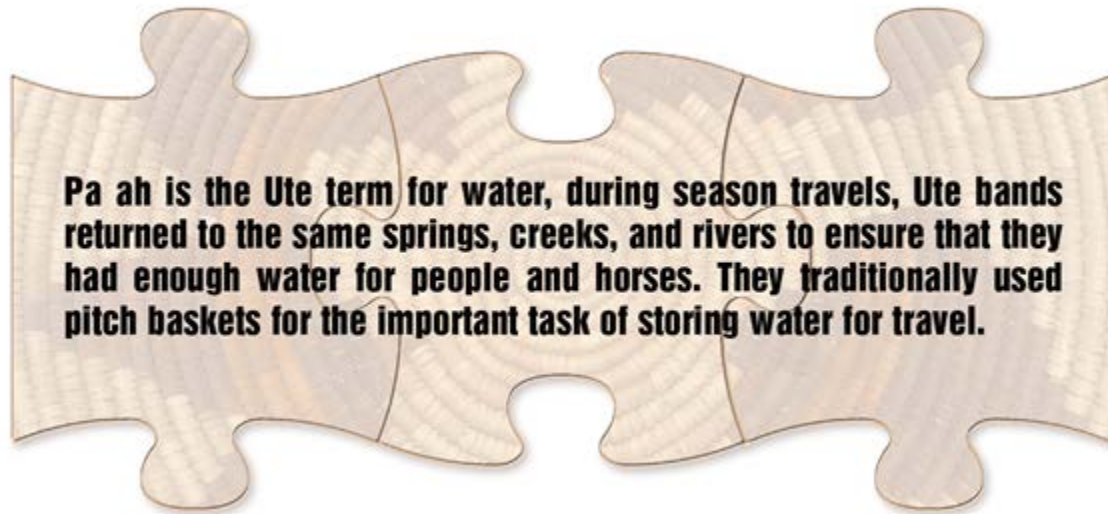 Pa ah is the Ute term for water, during season travels, Ute bands
returned to the same springs, creeks, and rivers to ensure that they
had enough water for people and horses. They traditionally used
pitch baskets for the important task of storing water for travel.